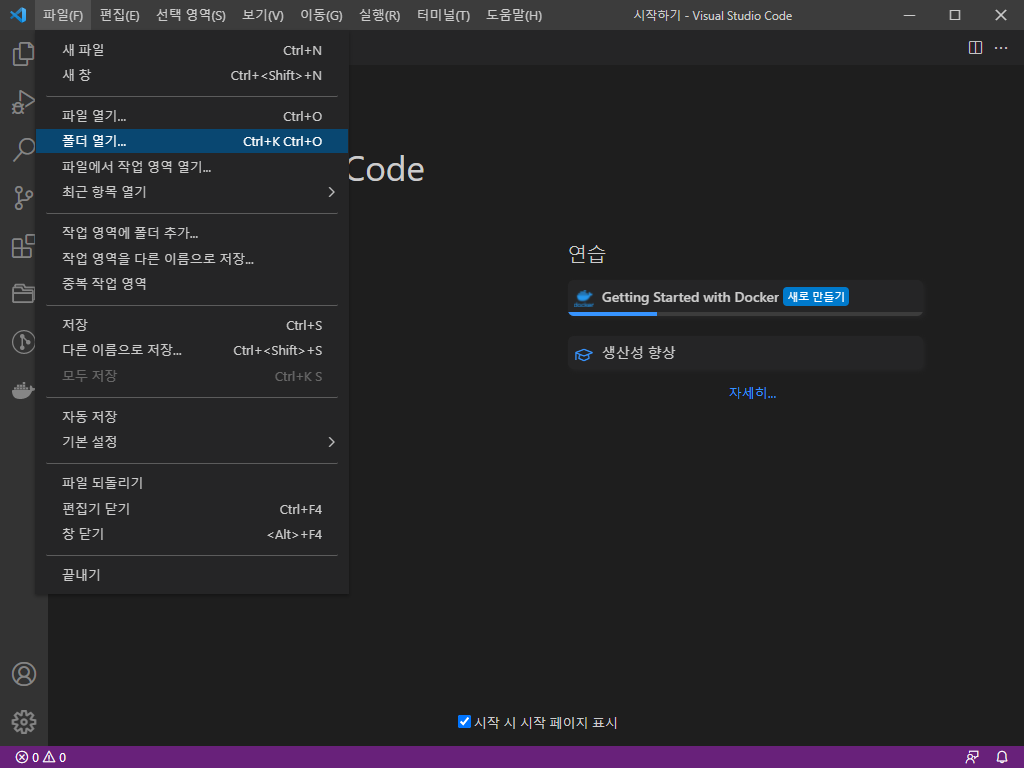 파일(F) 편집(E) 선택 영역(S) 보기(V) 이동(G) 실행(R) 터미널(T) 도움말(H) 시작하기 - Visual Studio Code
새 파일 Ctrl+N
새 창 Ctrl+<Shift>+N
파일 열기... Ctrl+O
폴더 열기... Ctrl+K Ctrl+O
파일에서 작업 영역 열기...
최근 항목 열기
작업 영역에 폴더 추가...
작업 영역을 다른 이름으로 저장...
중복 작업 영역
저장 Ctrl+S
다른 이름으로 저장... Ctrl+<Shift>+S
모두 저장 Ctrl+K S
자동 저장
기본 설정
파일 되돌리기
편집기 닫기 Ctrl+F4
창 닫기 <Alt>+F4
끝내기
Code
연습
docker
Getting Started with Docker 새로 만들기
생산성 향상
자세히...
시작 시 시작 페이지 표시
0 0